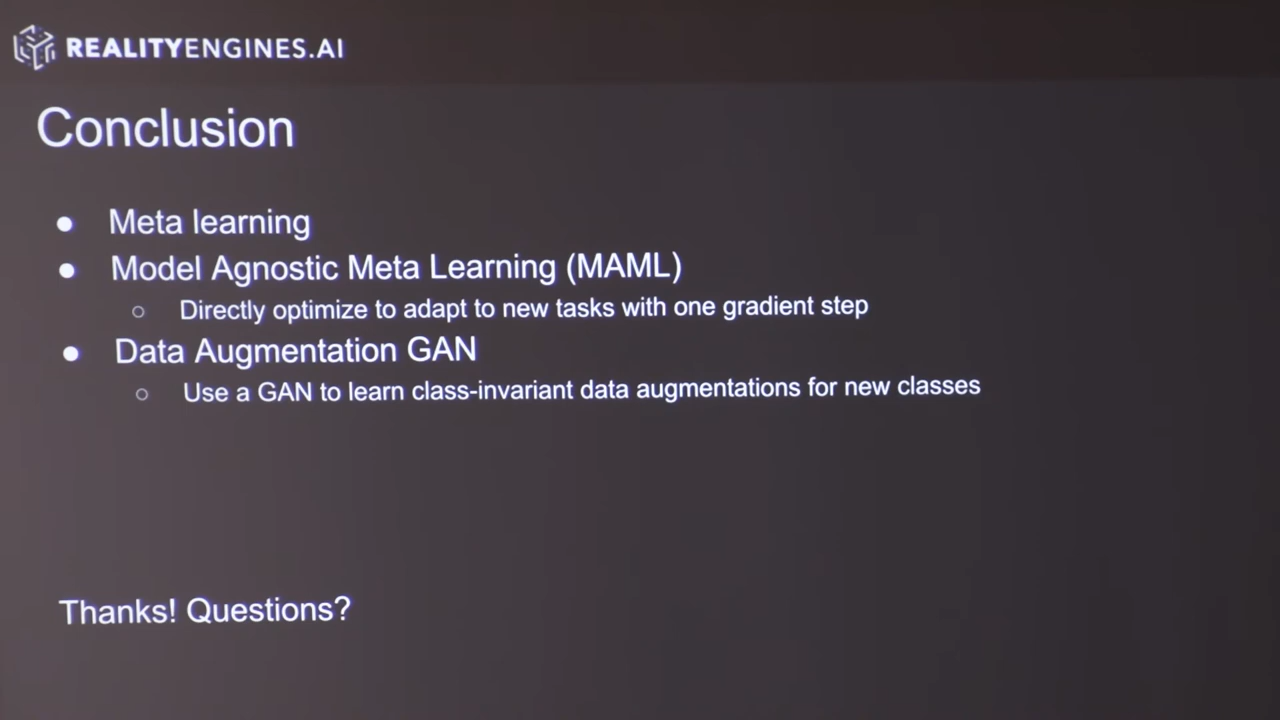 REALITYENGINES.AI
Conclusion
● Meta learning
● Model Agnostic Meta Learning (MAML)
○ Directly optimize to adapt to new tasks with one gradient step
● Data Augmentation GAN
○ Use a GAN to learn class-invariant data augmentations for new classes
Thanks! Questions?